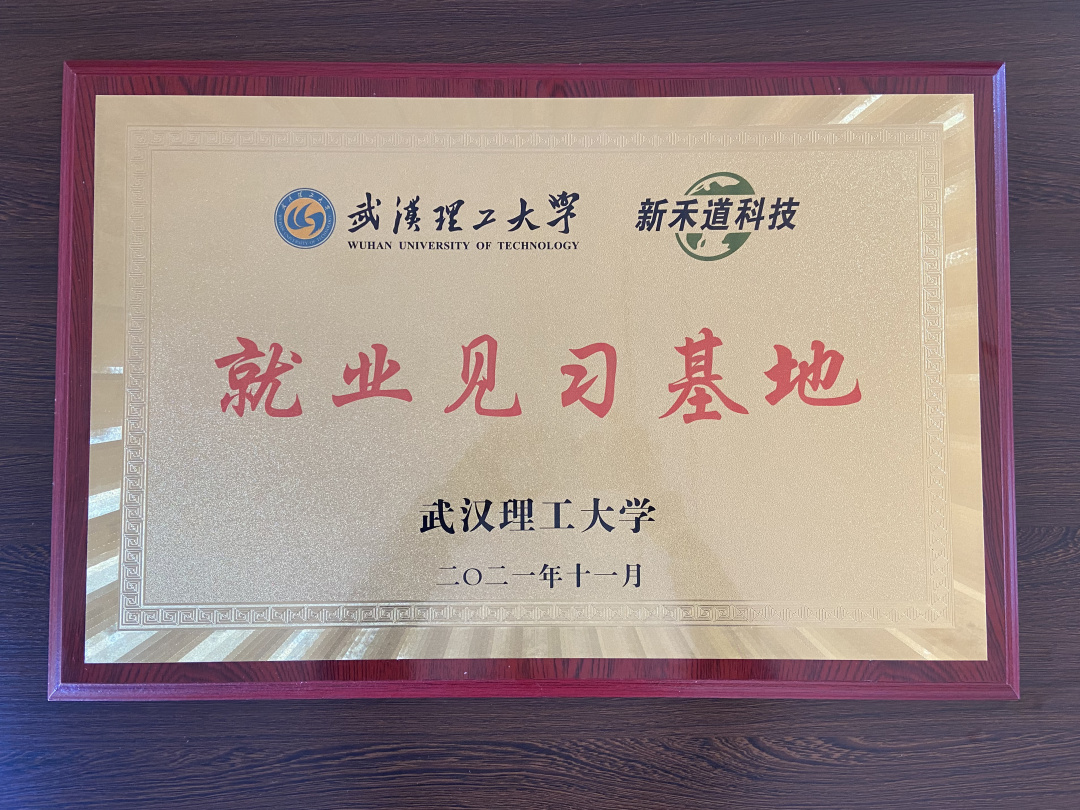 武漢理工大學 新禾道科技
WUHAN UNIVERSITY OF TECHNOLOGY
就业见习基地
武汉理工大学
二〇二一年十一月